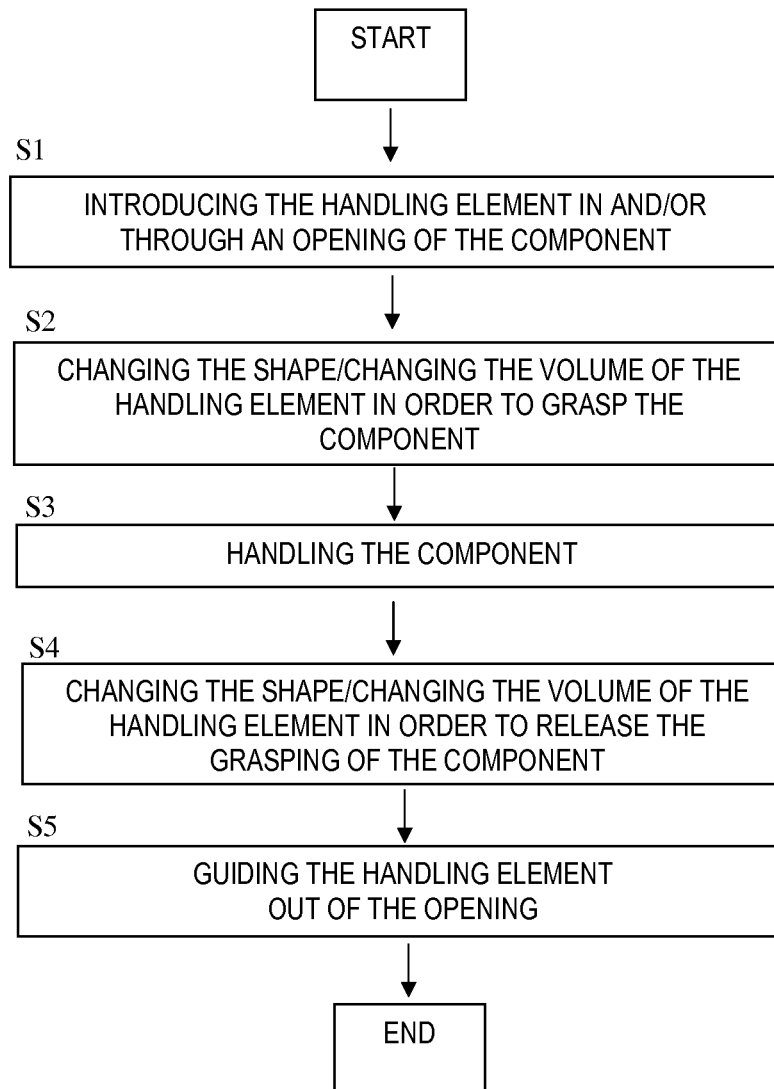 START
S1
INTRODUCING THE HANDLING ELEMENT IN AND/OR
THROUGH AN OPENING OF THE COMPONENT
S2
CHANGING THE SHAPE/CHANGING THE VOLUME OF THE
HANDLING ELEMENT IN ORDER TO GRASP THE
COMPONENT
S3
HANDLING THE COMPONENT
S4
CHANGING THE SHAPE/CHANGING THE VOLUME OF THE
HANDLING ELEMENT IN ORDER TO RELEASE THE
GRASPING OF THE COMPONENT
S5
GUIDING THE HANDLING ELEMENT
OUT OF THE OPENING
END